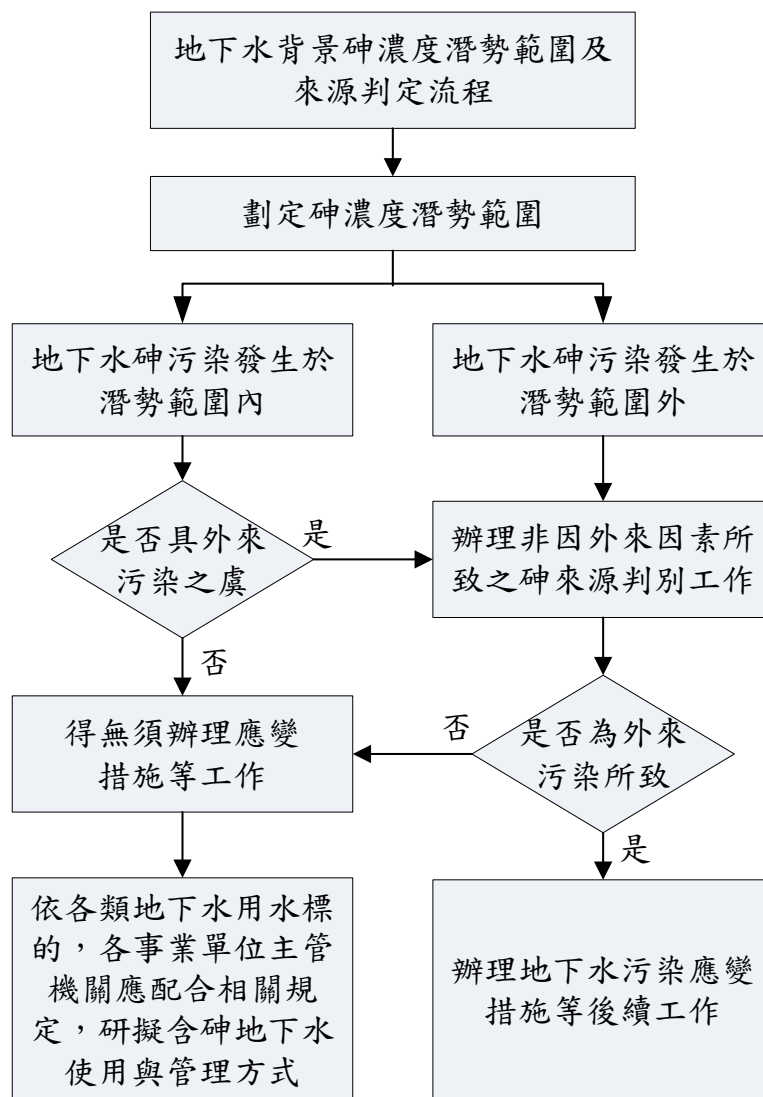 地下水背景砷濃度潛勢範圍及
來源判定流程
劃定砷濃度潛勢範圍
地下水砷污染發生於
潛勢範圍內
地下水砷污染發生於
潛勢範圍外
是否具外來
污染之虞
是
辦理非因外來因素所
致之砷來源判別工作
否
得無須辦理應變
措施等工作
否
是否為外來
污染所致
是
依各類地下水用水標
的，各事業單位主管
機關應配合相關規
定，研擬含砷地下水
使用與管理方式
辦理地下水污染應變
措施等後續工作